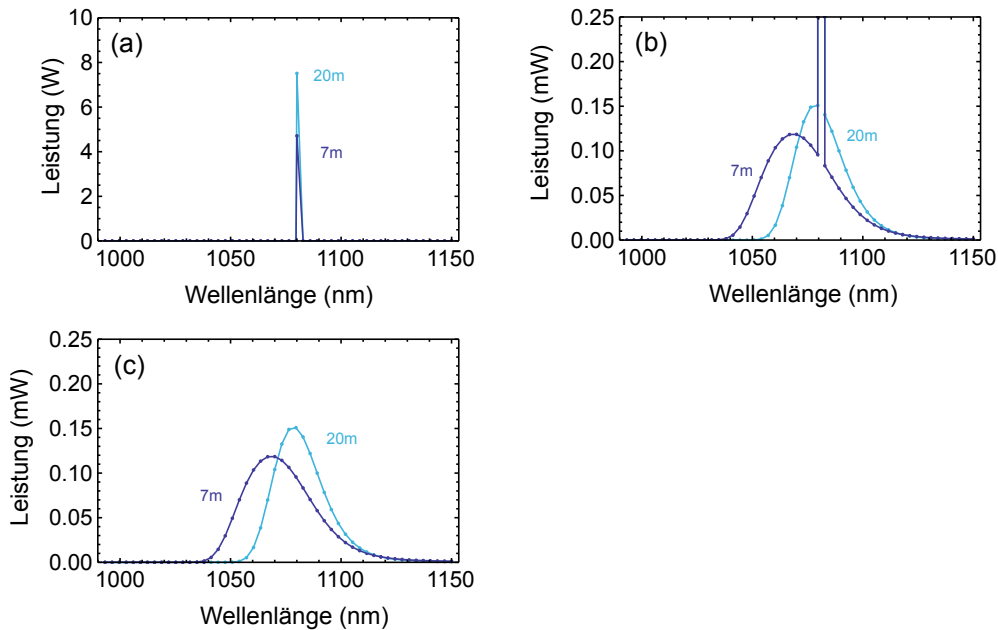 (a)
Leistung (W)
10
8
6
4
2
0
20m
7m
1000 1050 1100 1150
Wellenlänge (nm)
(b)
Leistung (mW)
0.25
0.20
0.15
0.10
0.05
0.00
7m
20m
1000 1050 1100 1150
Wellenlänge (nm)
(c)
Leistung (mW)
0.25
0.20
0.15
0.10
0.05
0.00
20m
7m
1000 1050 1100 1150
Wellenlänge (nm)